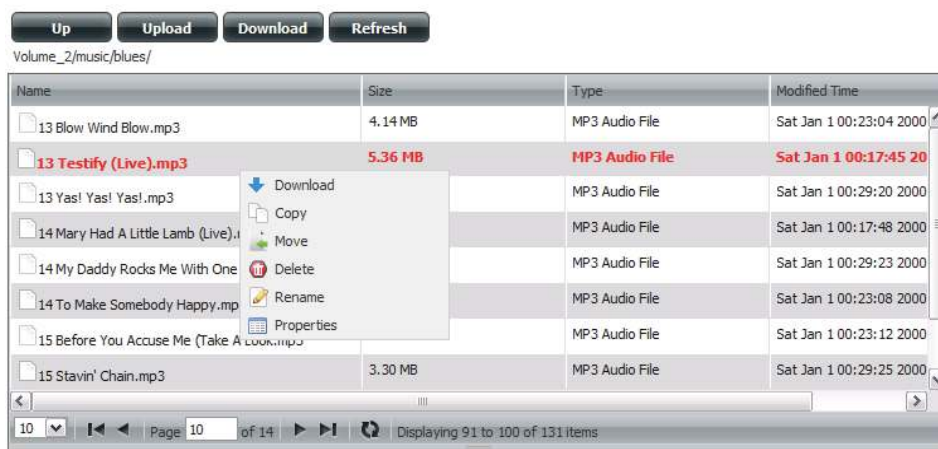 Up Upload Download Refresh
Volume_2/music/blues/
Name Size Type Modified Time
13 Blow Wind Blow.mp3 4.14 MB MP3 Audio File Sat Jan 1 00:23:04 2000
13 Testify (Live).mp3 5.36 MB MP3 Audio File Sat Jan 1 00:17:45 20
13 Yas! Yas! Yas!.mp3 MP3 Audio File Sat Jan 1 00:29:20 2000
14 Mary Had A Little Lamb (Live). MP3 Audio File Sat Jan 1 00:17:48 2000
14 My Daddy Rocks Me With One MP3 Audio File Sat Jan 1 00:29:23 2000
14 To Make Somebody Happy.mp MP3 Audio File Sat Jan 1 00:23:08 2000
15 Before You Accuse Me (Take A Look.mp3 MP3 Audio File Sat Jan 1 00:23:12 2000
15 Stavin' Chain.mp3 3.30 MB MP3 Audio File Sat Jan 1 00:29:25 2000
Download
Copy
Move
Delete
Rename
Properties
10 Page 10 of 14 Displaying 91 to 100 of 131 items